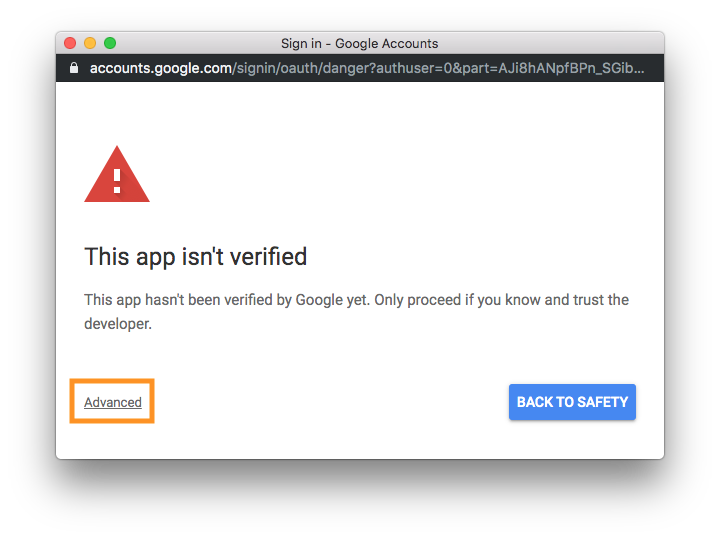 Sign in - Google Accounts
accounts.google.com/signin/oauth/danger?authuser=0&part=AJi8hANpfBPn_SGib...
This app isn't verified
This app hasn't been verified by Google yet. Only proceed if you know and trust the
developer.
Advanced
BACK TO SAFETY